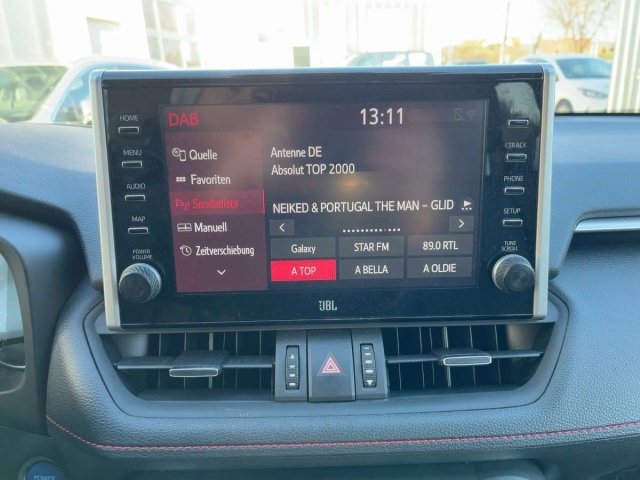 DAB
13:11
Quelle
Favoriten
Senderliste
Manuell
Zeitverschiebung
Antenne DE
Absolut TOP 2000
NEIKED & PORTUGAL THE MAN - GLID
Galaxy
STAR FM
89.0 RTL
A TOP
A BELLA
A OLDIE
HOME
MENU
AUDIO
MAP
POWER
VOLUME
TRACK
PHONE
SETUP
TUNE
SCROLL
JBL
POWER